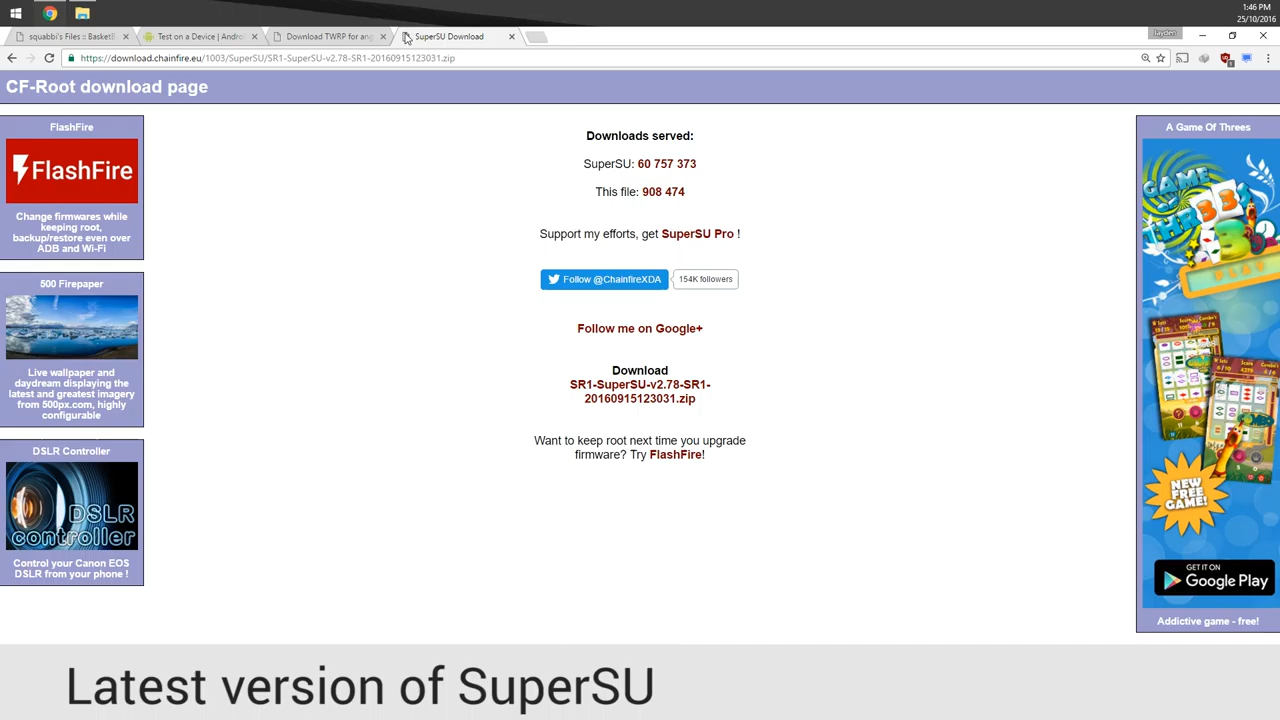 1:46 PM
25/10/2016
squabbi's Files :: Basketb
Test on a Device | Andro
Download TWRP for ang
SuperSU Download
Jayden
https://download.chainfire.eu/1003/SuperSU/SR1-SuperSU-v2.78-SR1-20160915123031.zip
CF-Root download page
FlashFire
FlashFire
Change firmwares while
keeping root,
backup/restore even over
ADB and Wi-Fi
500 Firepaper
Live wallpaper and
daydream displaying the
latest and greatest imagery
from 500px.com, highly
configurable
DSLR Controller
DSLR
controller
Control your Canon EOS
DSLR from your phone !
Downloads served:
SuperSU: 60 757 373
This file: 908 474
Support my efforts, get SuperSU Pro !
Follow @ChainfireXDA
154K followers
Follow me on Google+
Download
SR1-SuperSU-v2.78-SR1-
20160915123031.zip
Want to keep root next time you upgrade
firmware? Try FlashFire!
A Game Of Threes
GAME
OF
THREES
PLAY
NEW
FREE
GAME!
GET IT ON
Google Play
Addictive game - free!
Latest version of SuperSU